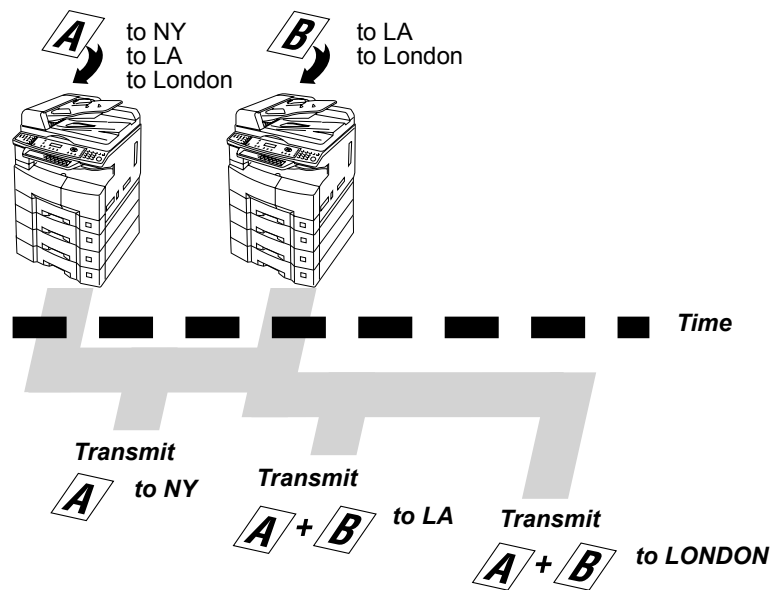 A
to NY
to LA
to London
B
to LA
to London
Time
Transmit
A
to NY
Transmit
A + B
to LA
Transmit
A + B
to LONDON